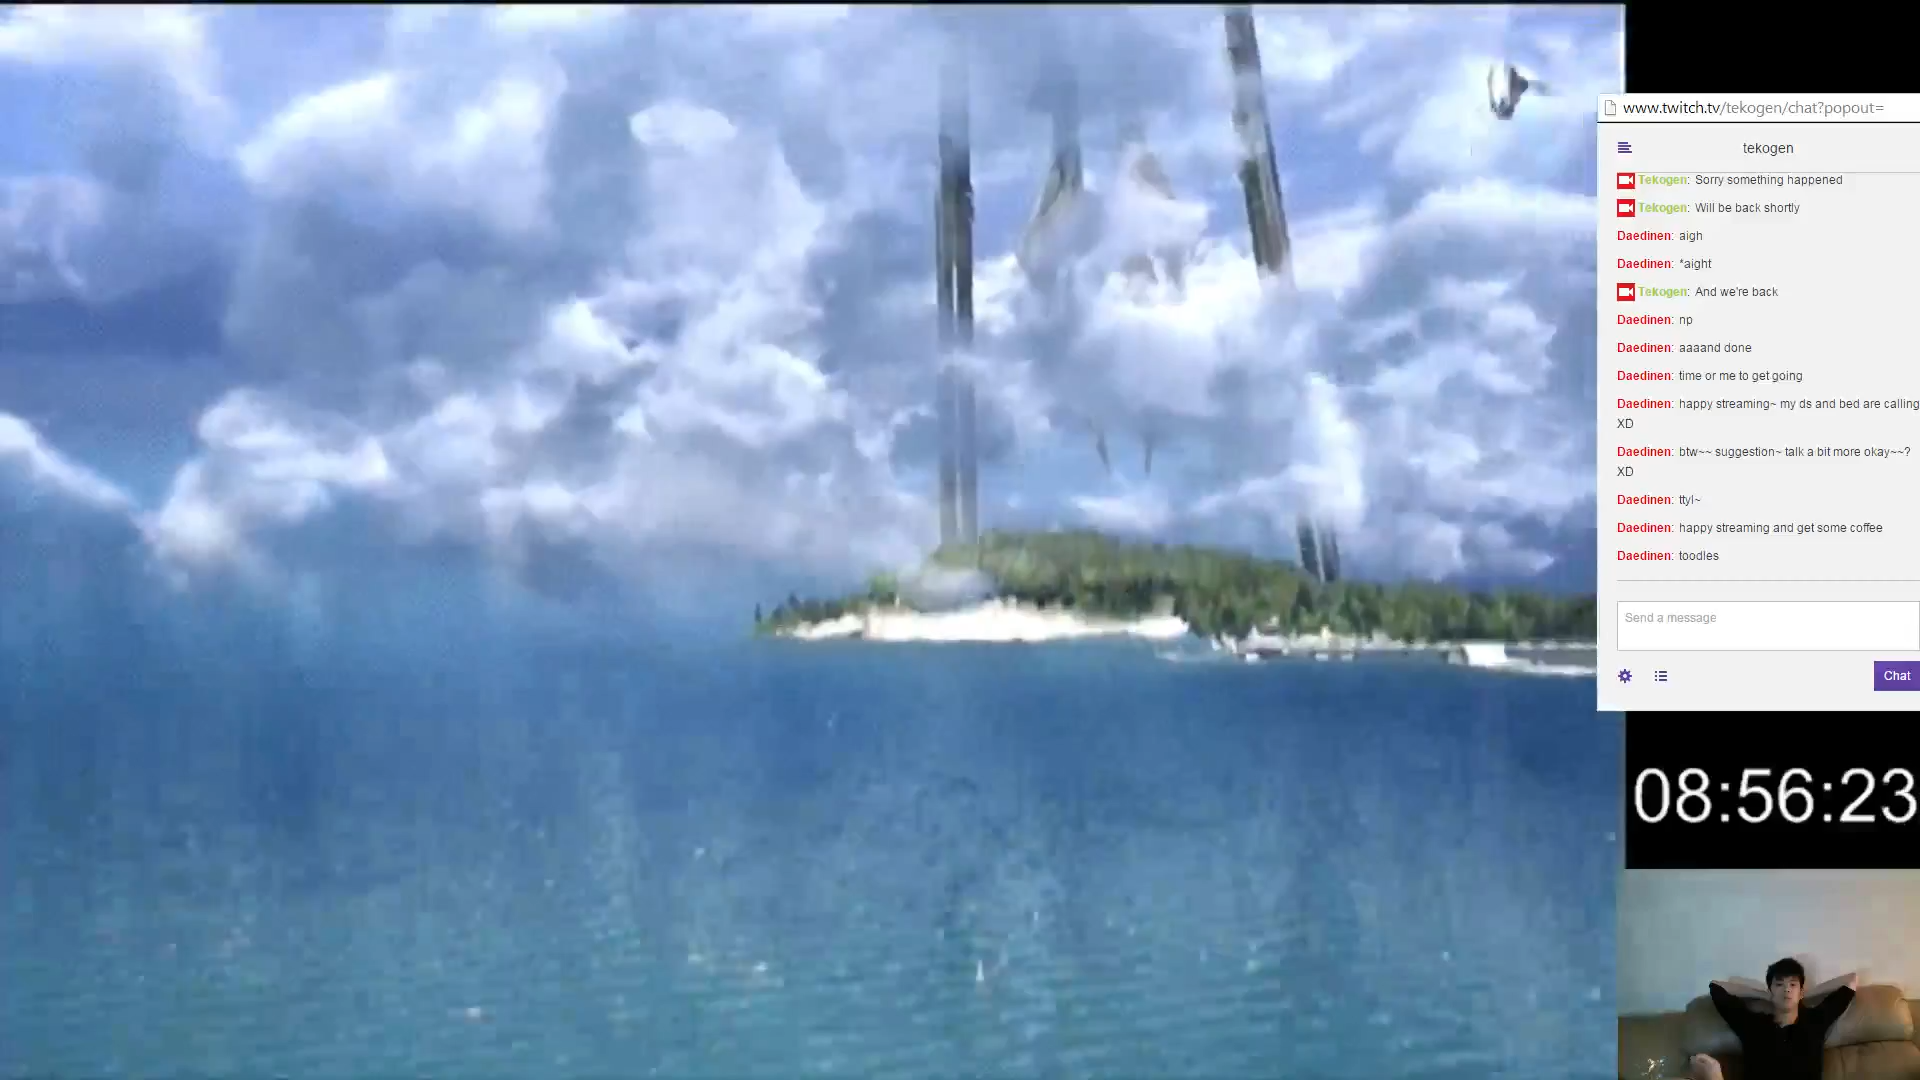 www.twitch.tv/tekogen/chat?popout=
tekogen
Tekogen: Sorry something happened
Tekogen: Will be back shortly
Daedinen: aigh
Daedinen: *aight
Tekogen: And we're back
Daedinen: np
Daedinen: aaaand done
Daedinen: time or me to get going
Daedinen: happy streaming~ my ds and bed are calling
XD
Daedinen: btw~~ suggestion~ talk a bit more okay~~?
XD
Daedinen: ttyl~
Daedinen: happy streaming and get some coffee
Daedinen: toodles
Send a message
Chat
08:56:23